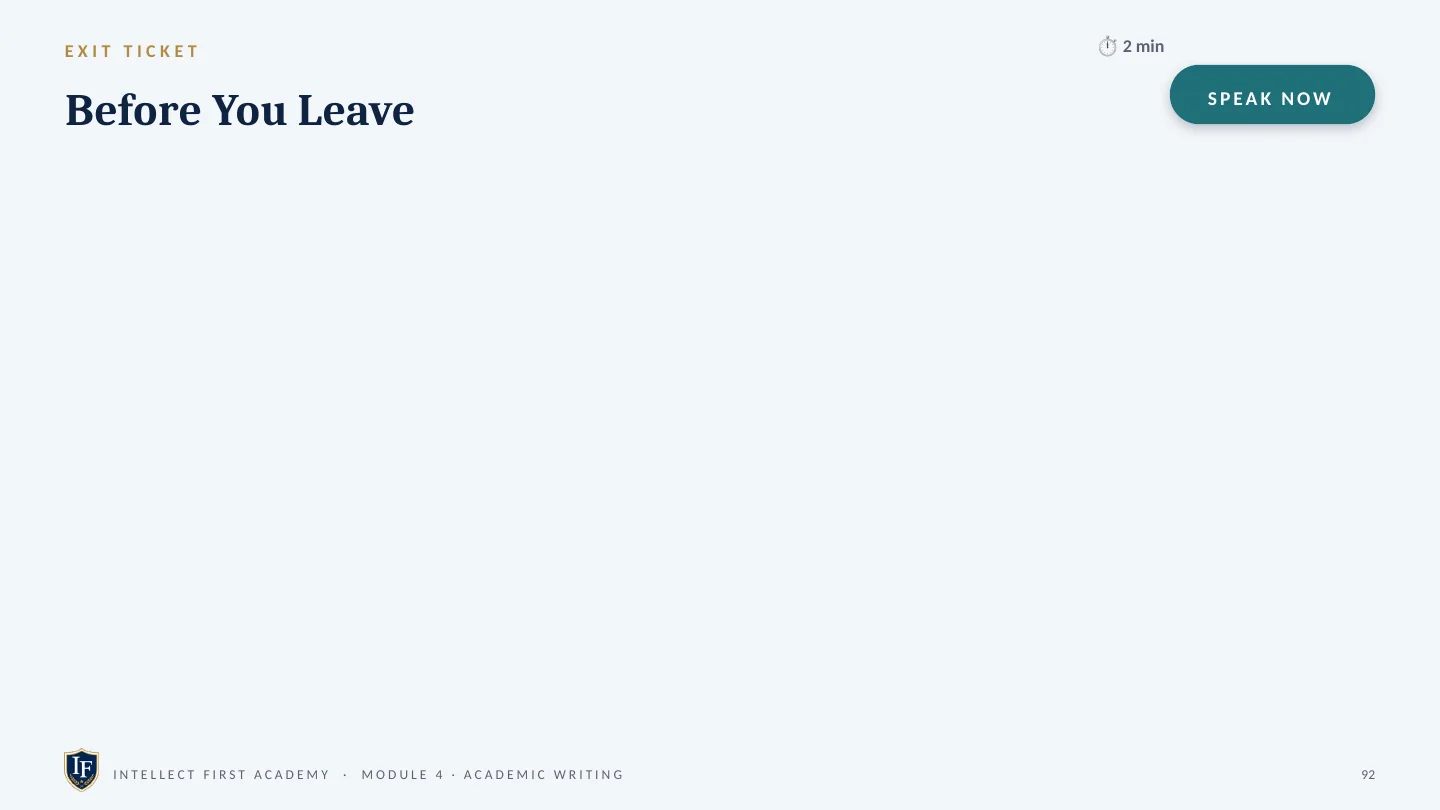 EXIT TICKET
⏱ 2 min
Before You Leave
SPEAK NOW
IF
INTELLECT FIRST ACADEMY · MODULE 4 · ACADEMIC WRITING
92